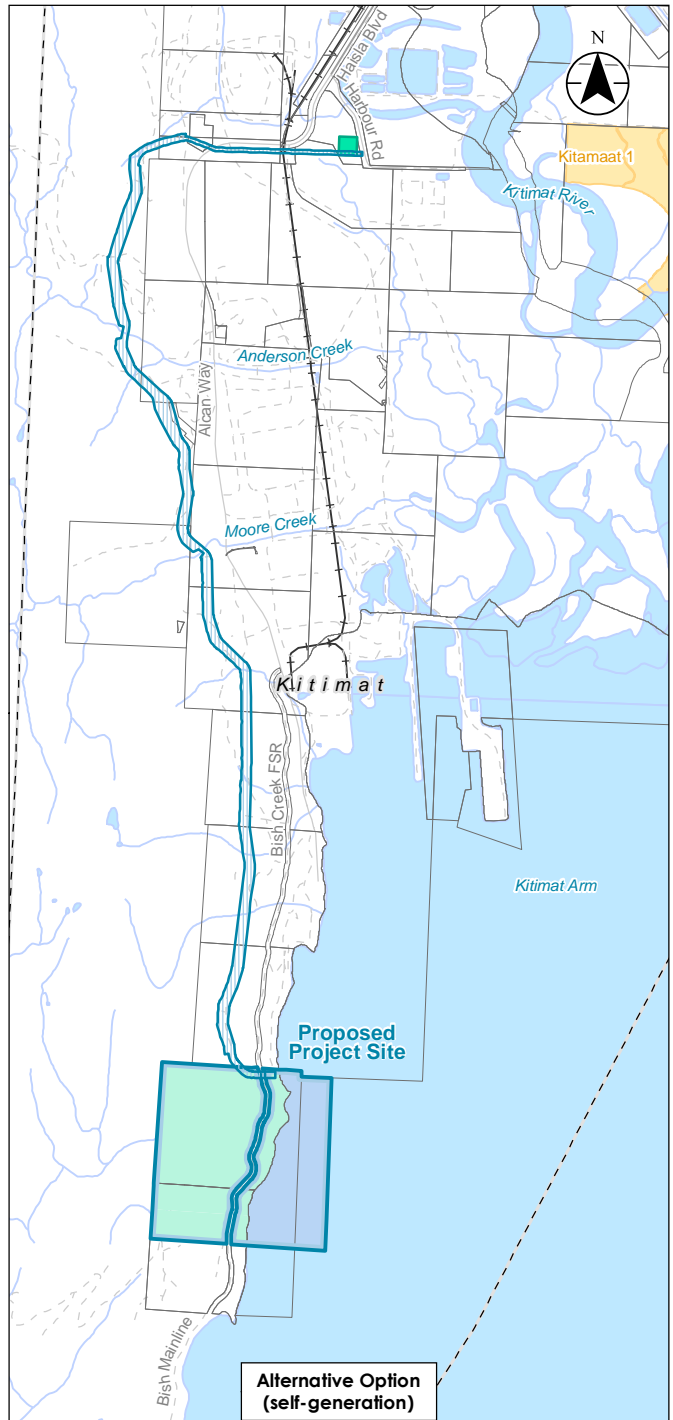 Haisla Blvd
Harbour Rd
N
Kitamaat 1
Kitimat River
Anderson Creek
Alcan Way
Moore Creek
Kitimat
Bish Creek FSR
Kitimat Arm
Proposed
Project Site
Bish Mainline
Alternative Option
(self-generation)